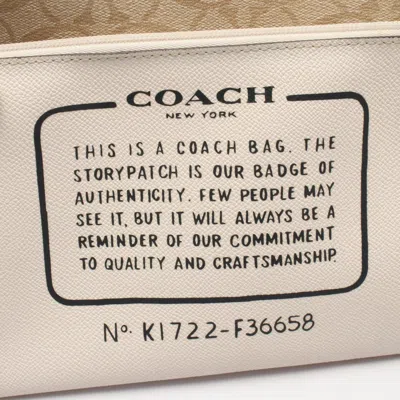 COACH
NEW YORK
THIS IS A COACH BAG. THE
STORYPATCH IS OUR BADGE OF
AUTHENTICITY. FEW PEOPLE MAY
SEE IT, BUT IT WILL ALWAYS BE A
REMINDER OF OUR COMMITMENT
TO QUALITY AND CRAFTSMANSHIP.
No. K1722-F36658